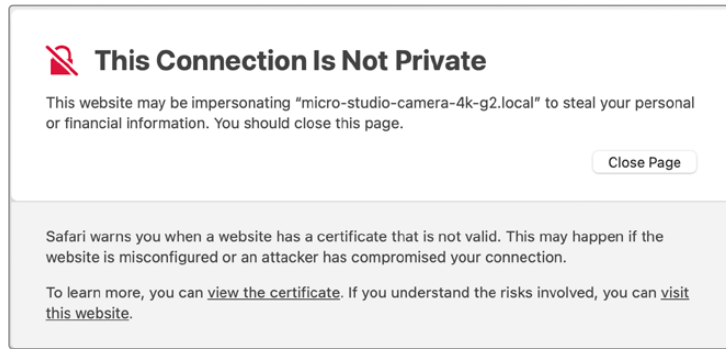 This Connection Is Not Private
This website may be impersonating “micro-studio-camera-4k-g2.local” to steal your personal
or financial information. You should close this page.
Close Page
Safari warns you when a website has a certificate that is not valid. This may happen if the
website is misconfigured or an attacker has compromised your connection.
To learn more, you can view the certificate. If you understand the risks involved, you can visit
this website.